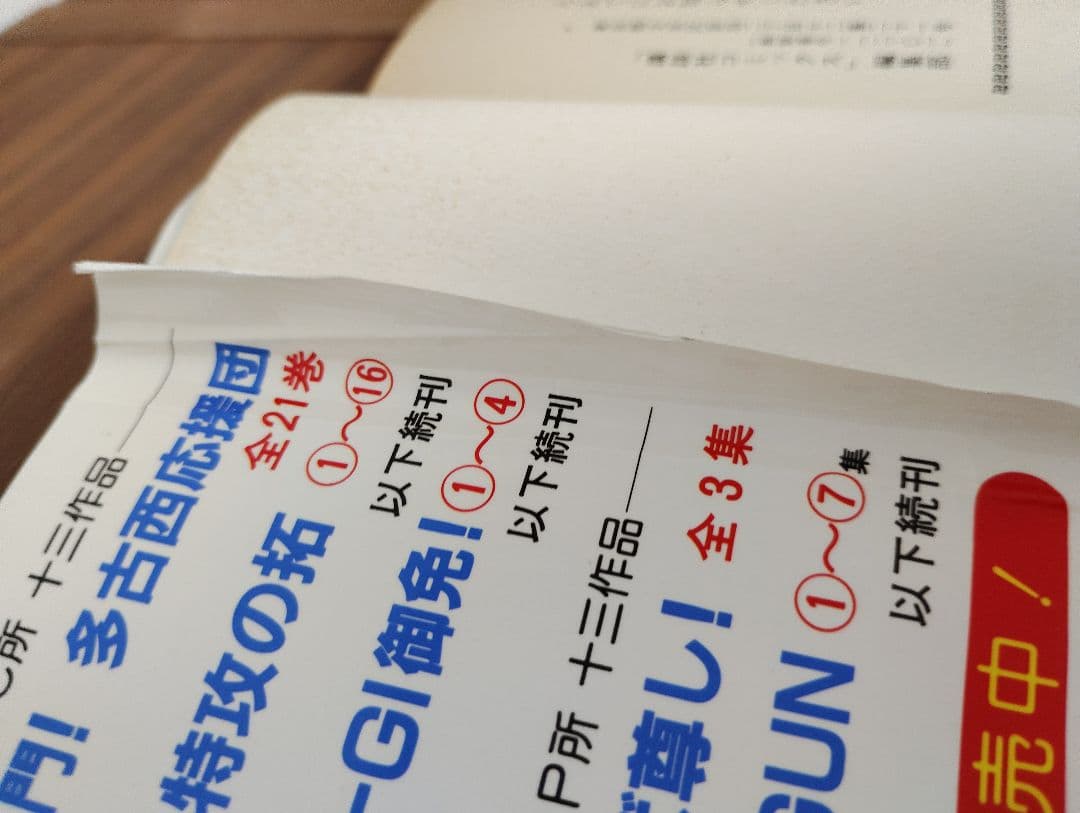 所 十三作品
門! 多古西応援団 全21巻
特攻の拓 ①～⑯ 以下続刊
GI御免! ①～④ 以下続刊
P所 十三作品
尊し! 全3集
GUN ①～⑦集 以下続刊
売中!